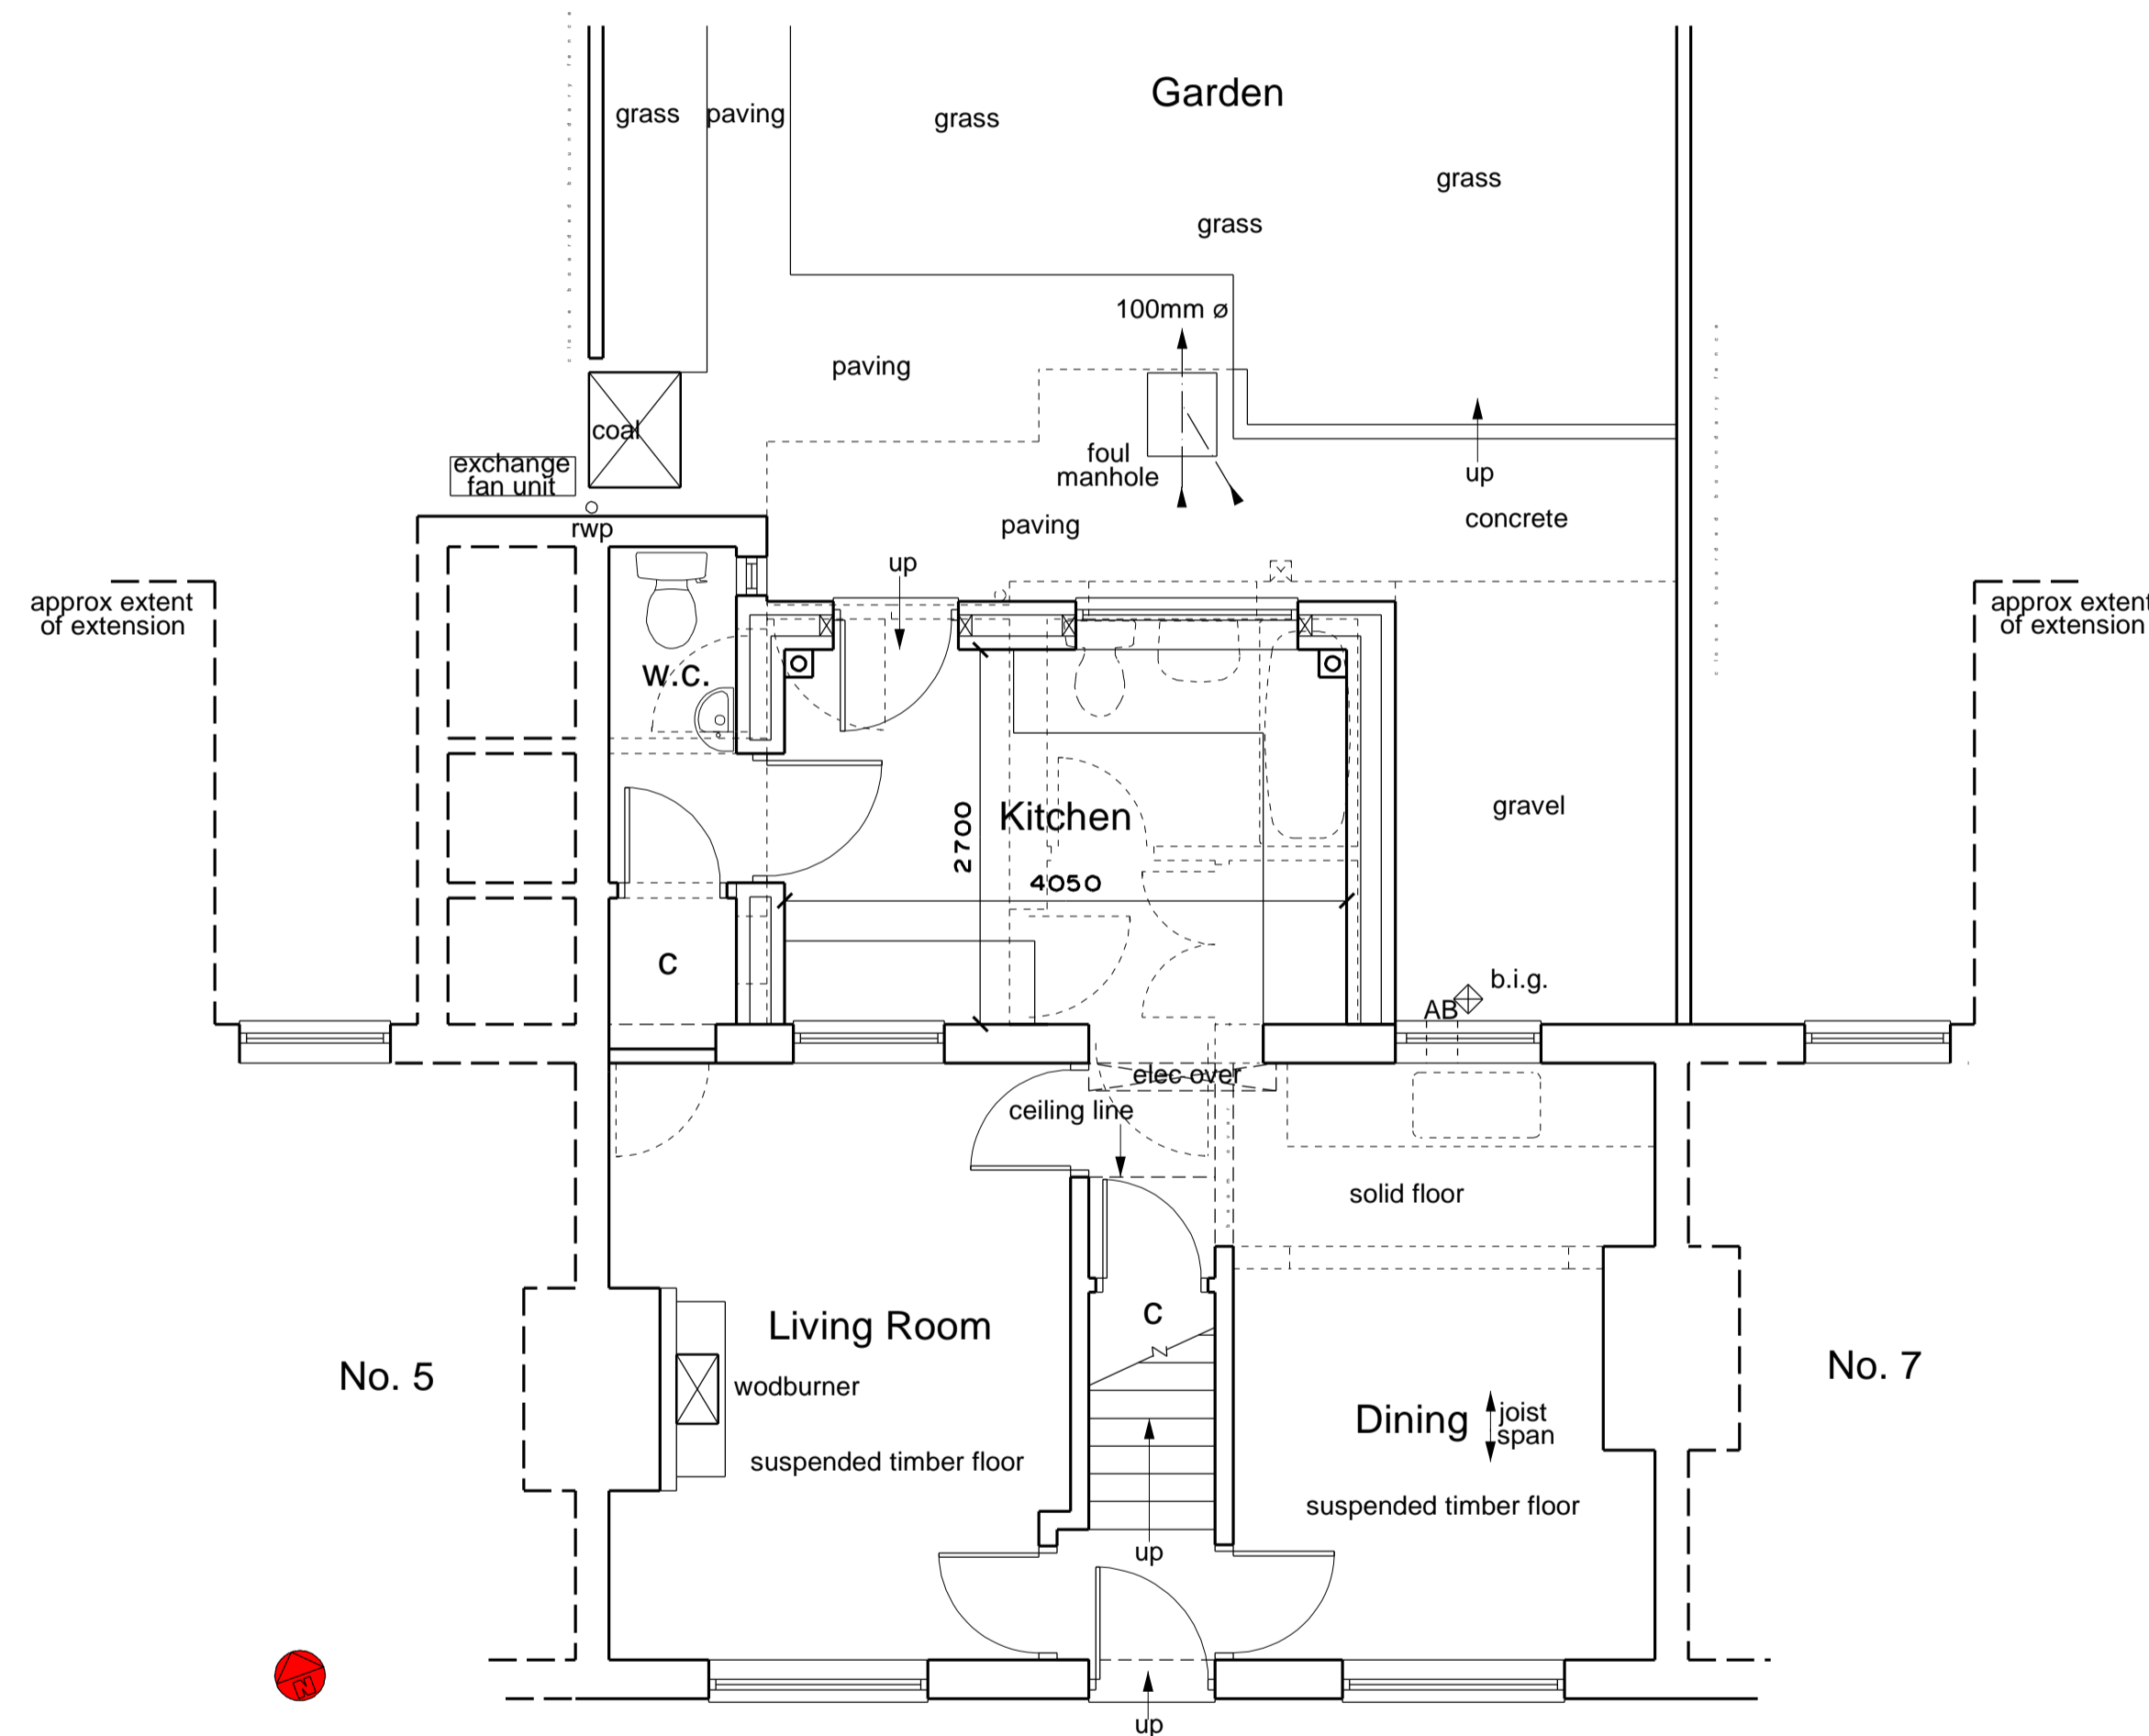 Garden
grass
paving
grass
grass
grass
100mm ø
paving
coal
foul
manhole
exchange
fan unit
up
rwp
paving
concrete
up
approx extent
of extension
approx extent
of extension
w.c.
Kitchen
2700
4050
gravel
c
b.i.g.
AB
elec over
ceiling line
solid floor
c
Living Room
No. 5
wodburner
No. 7
Dining
joist
span
suspended timber floor
suspended timber floor
up
N
up